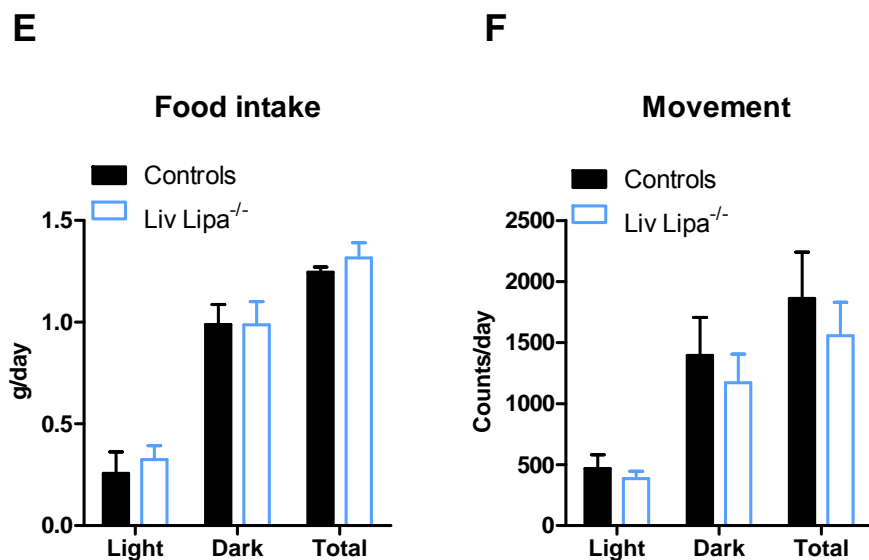 E
Food intake
Controls
Liv Lipa-/-
1.5
1.0
0.5
0.0
g/day
Light Dark Total
F
Movement
Controls
Liv Lipa-/-
2500
2000
1500
1000
500
0
Counts/day
Light Dark Total